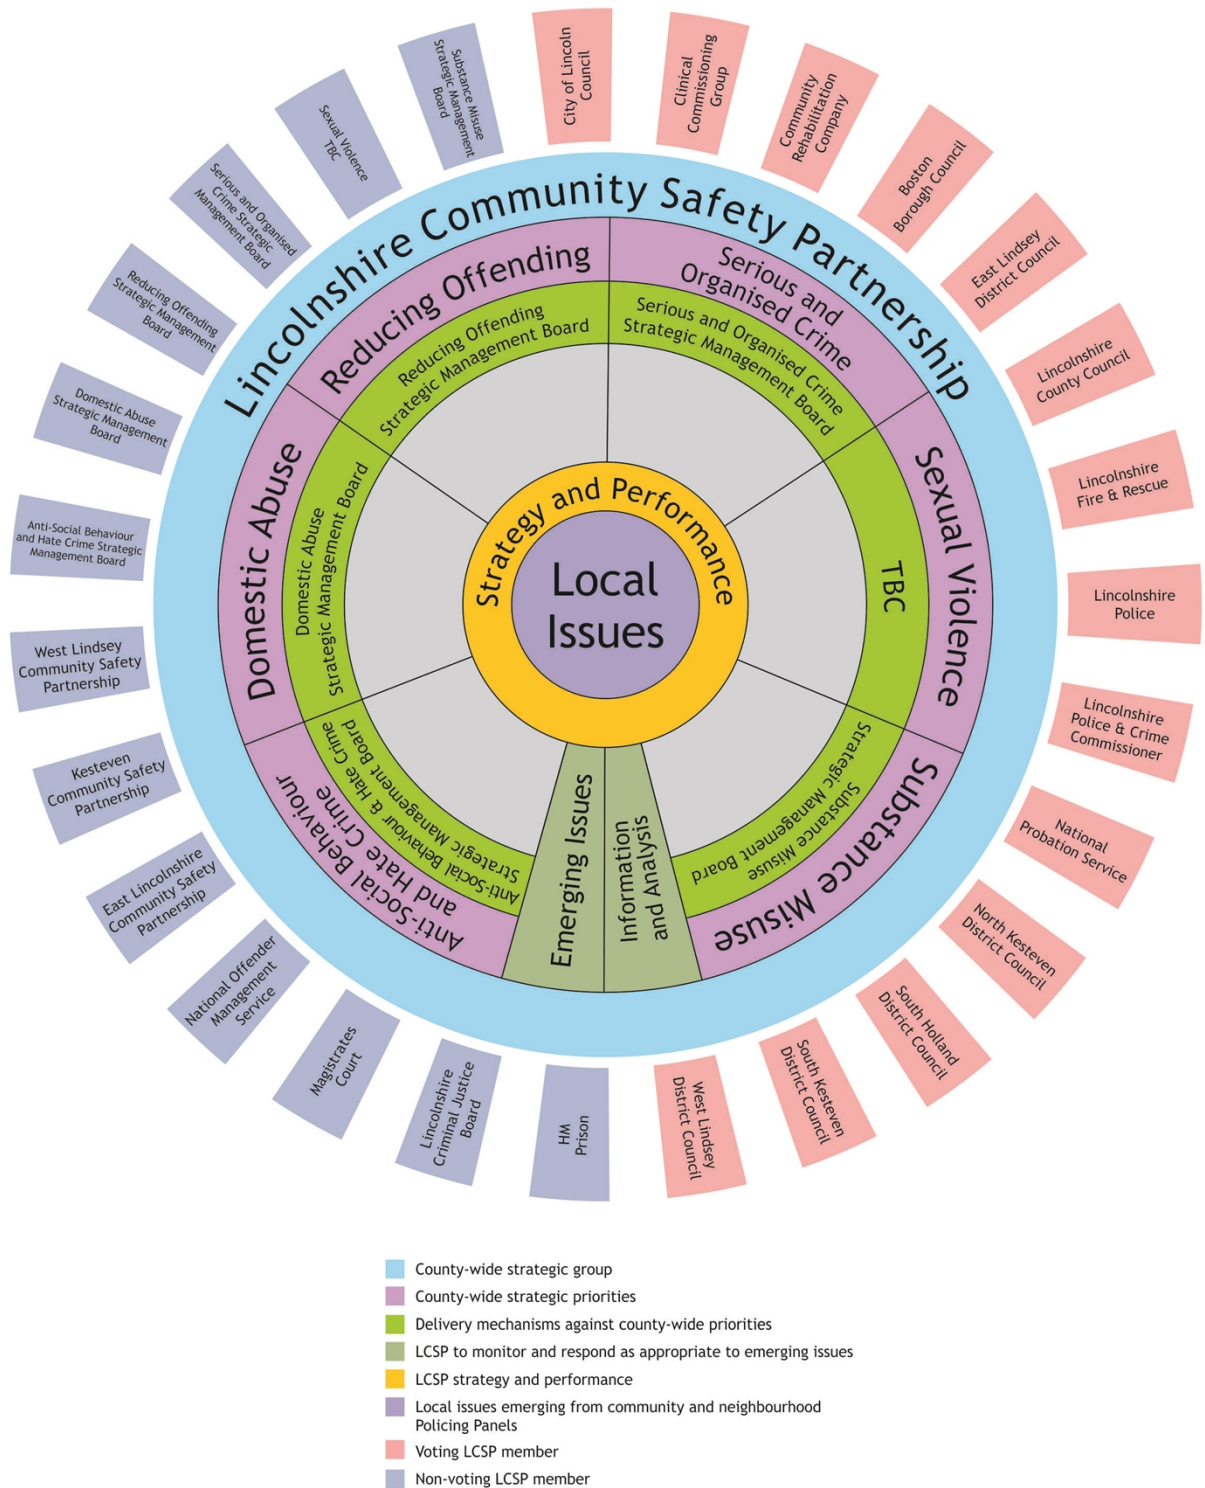 City of Lincoln
Council
Clinical
Commissioning
Group
Community
Rehabilitation
Company
Boston
Borough Council
East Lindsey
District Council
Lincolnshire
County Council
Lincolnshire
Fire & Rescue
Lincolnshire
Police
Lincolnshire
Police & Crime
Commissioner
National
Probation Service
North Kesteven
District Council
South Holland
District Council
South Kesteven
District Council
West Lindsey
District Council
HM
Prison
Lincolnshire
Criminal Justice
Board
Magistrates
Court
National Offender
Management
Service
East Lincolnshire
Community Safety
Partnership
Kesteven
Community Safety
Partnership
West Lindsey
Community Safety
Partnership
Anti-Social Behaviour
and Hate Crime Strategic
Management Board
Domestic Abuse
Strategic Management
Board
Reducing Offending
Strategic Management
Board
Serious and Organised
Crime Strategic
Management Board
Sexual Violence
TBC
Substance Misuse
Strategic Management
Board
Lincolnshire Community Safety Partnership
Reducing Offending
Reducing Offending
Strategic Management Board
Serious and
Organised Crime
Serious and Organised Crime
Strategic Management Board
Sexual Violence
TBC
Substance Misuse
Substance Misuse
Strategic Management Board
Information
and Analysis
Emerging Issues
Anti-Social Behaviour
and Hate Crime
Anti-Social Behaviour & Hate Crime
Strategic Management Board
Domestic Abuse
Domestic Abuse
Strategic Management Board
Strategy and Performance
Local
Issues
County-wide strategic group
County-wide strategic priorities
Delivery mechanisms against county-wide priorities
LCSP to monitor and respond as appropriate to emerging issues
LCSP strategy and performance
Local issues emerging from community and neighbourhood
Policing Panels
Voting LCSP member
Non-voting LCSP member